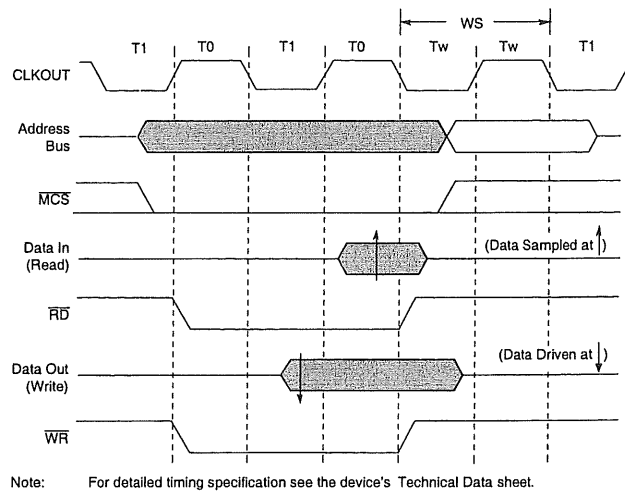 WS
T1 T0 T1 T0 Tw Tw T1
CLKOUT
Address
Bus
MCS
Data In
(Read)
(Data Sampled at ↑)
RD
Data Out
(Write)
(Data Driven at ↓)
WR
Note: For detailed timing specification see the device's Technical Data sheet.